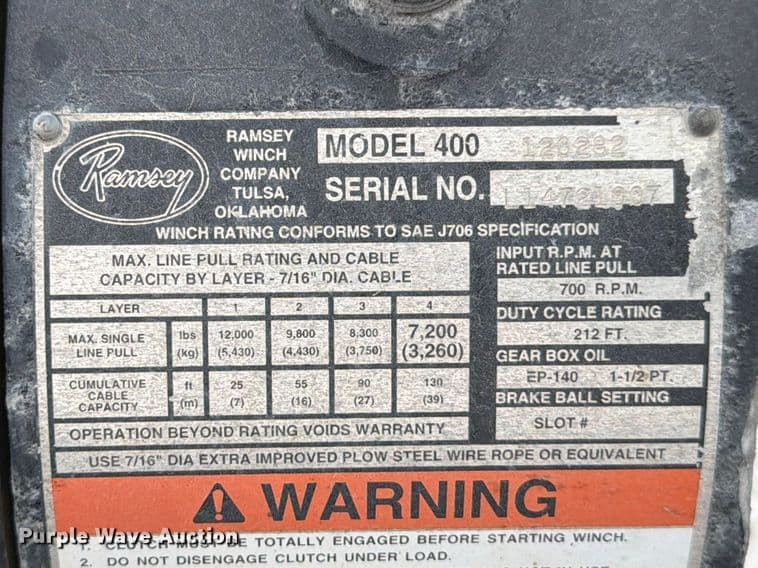 Ramsey
RAMSEY
WINCH
COMPANY
TULSA,
OKLAHOMA
MODEL 400
SERIAL NO.
WINCH RATING CONFORMS TO SAE J706 SPECIFICATION
MAX. LINE PULL RATING AND CABLE
CAPACITY BY LAYER - 7/16" DIA. CABLE
LAYER 1 2 3 4
MAX. SINGLE LINE PULL lbs 12,000 9,800 8,300 7,200
(kg) (5,430) (4,430) (3,750) (3,260)
CUMULATIVE CABLE CAPACITY ft 25 55 90 130
(m) (7) (16) (27) (39)
OPERATION BEYOND RATING VOIDS WARRANTY
INPUT R.P.M. AT
RATED LINE PULL
700 R.P.M.
DUTY CYCLE RATING
212 FT.
GEAR BOX OIL
EP-140 1-1/2 PT.
BRAKE BALL SETTING
SLOT #
USE 7/16" DIA EXTRA IMPROVED PLOW STEEL WIRE ROPE OR EQUIVALENT
WARNING
1. CLUTCH MUST BE TOTALLY ENGAGED BEFORE STARTING WINCH.
2. DO NOT DISENGAGE CLUTCH UNDER LOAD.
Purple Wave Auction